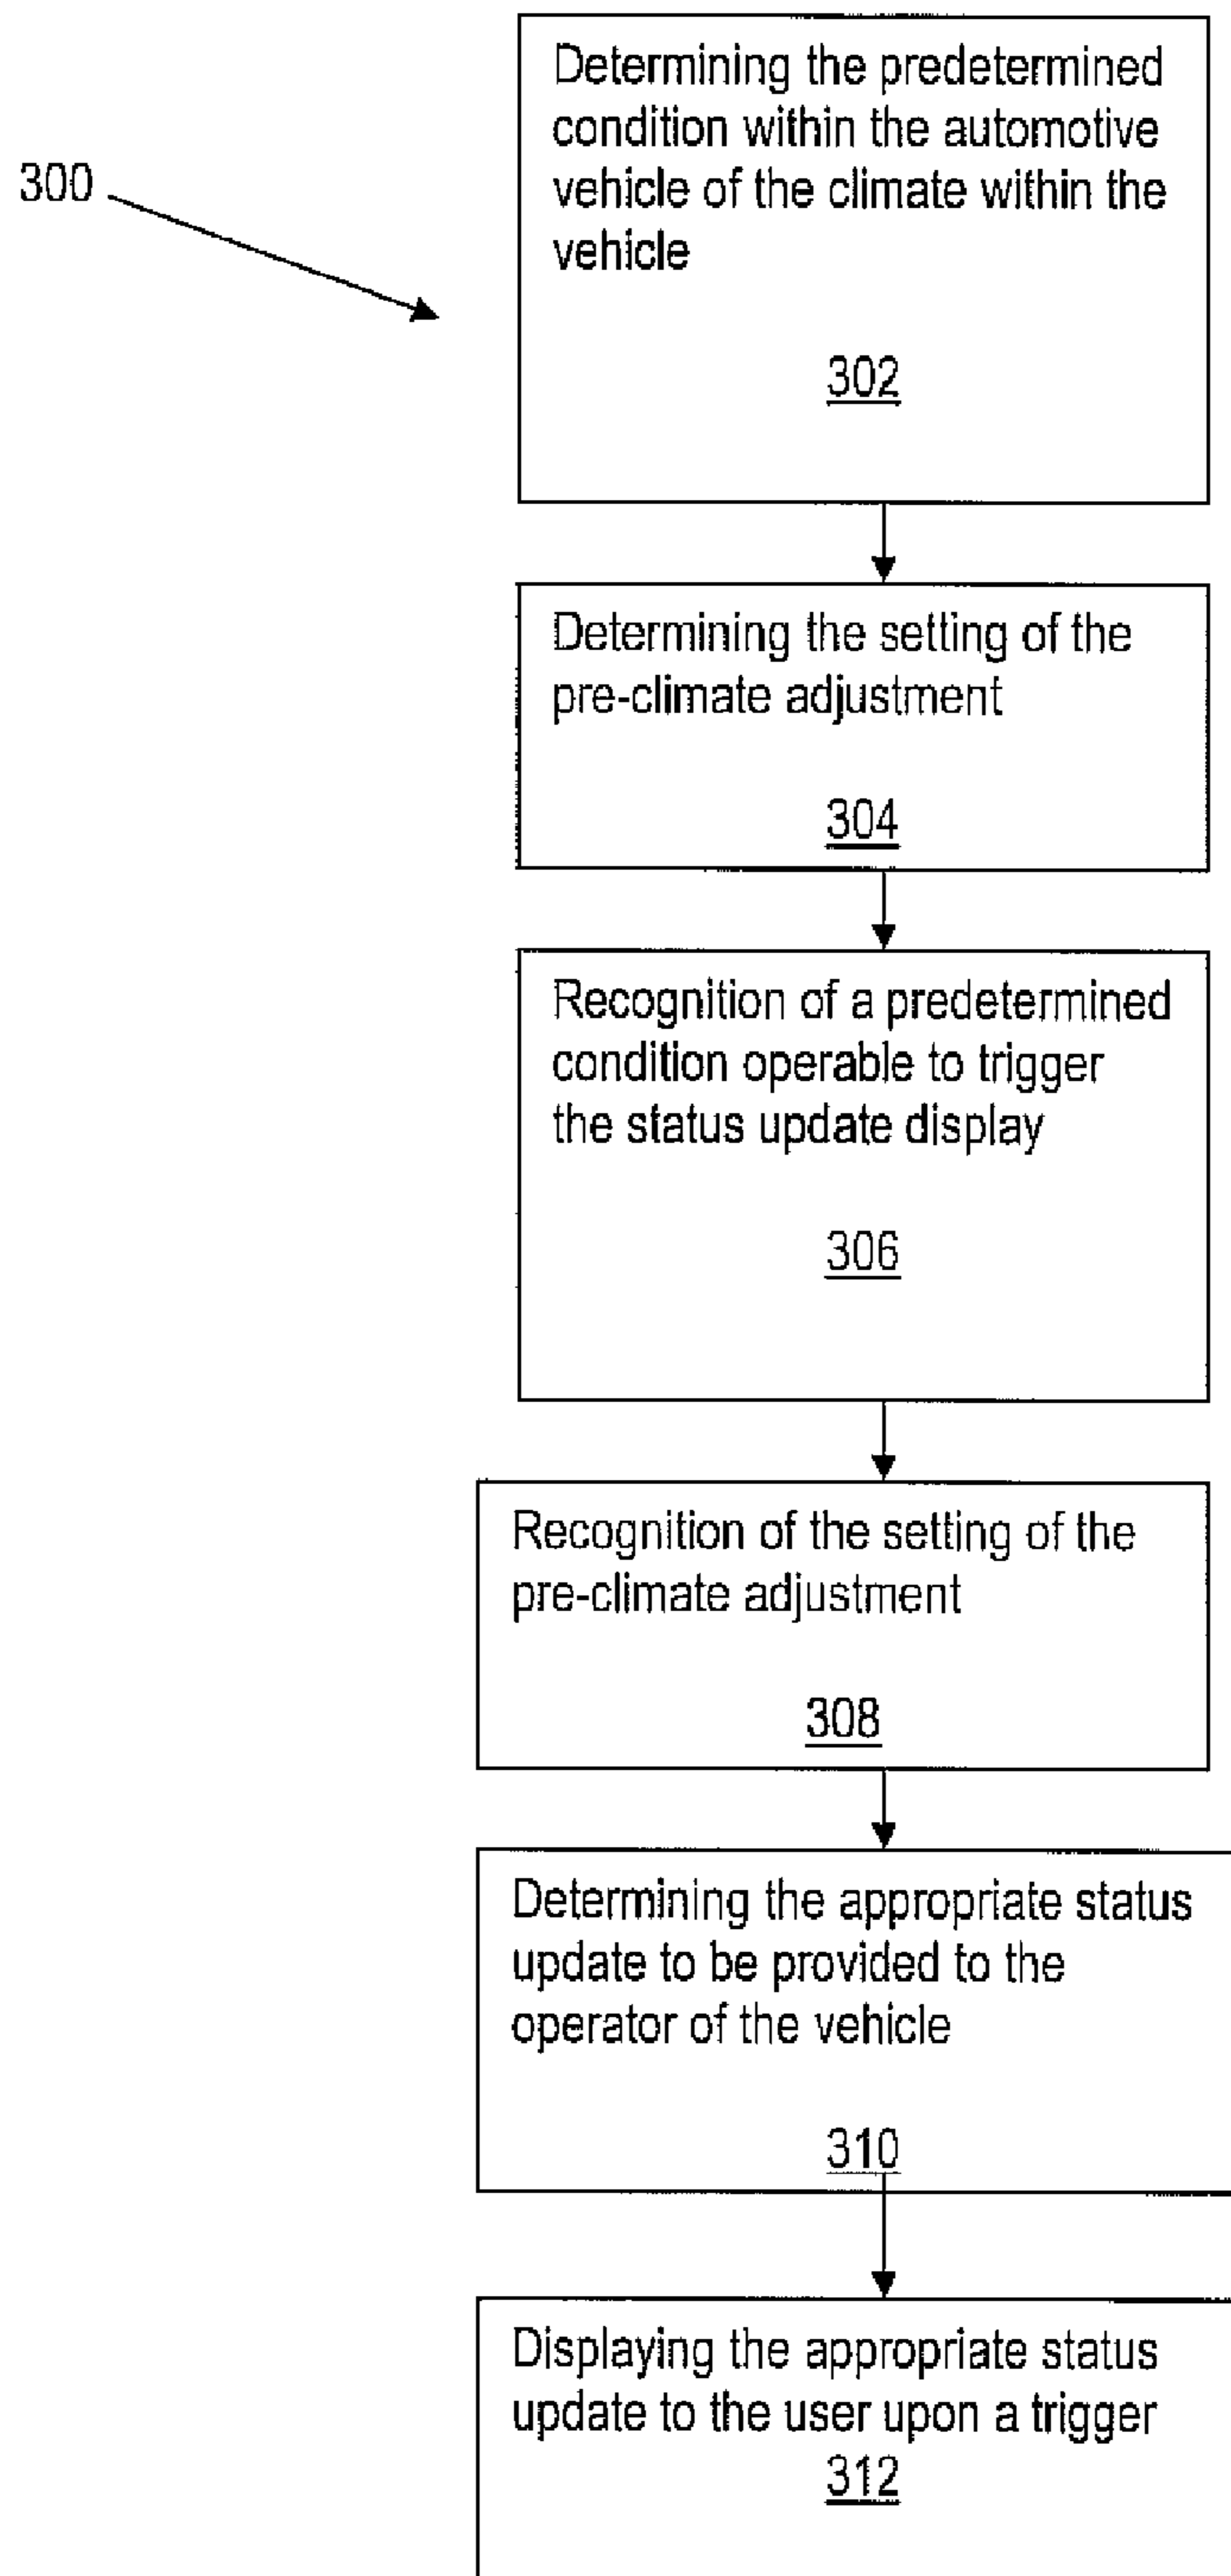 Determining the predetermined
condition within the automotive
vehicle of the climate within the
vehicle
300
302
Determining the setting of the
pre-climate adjustment
304
Recognition of a predetermined
condition operable to trigger
the status update display
306
Recognition of the setting of the
pre-climate adjustment
308
Determining the appropriate status
update to be provided to the
operator of the vehicle
310
Displaying the appropriate status
update to the user upon a trigger
312